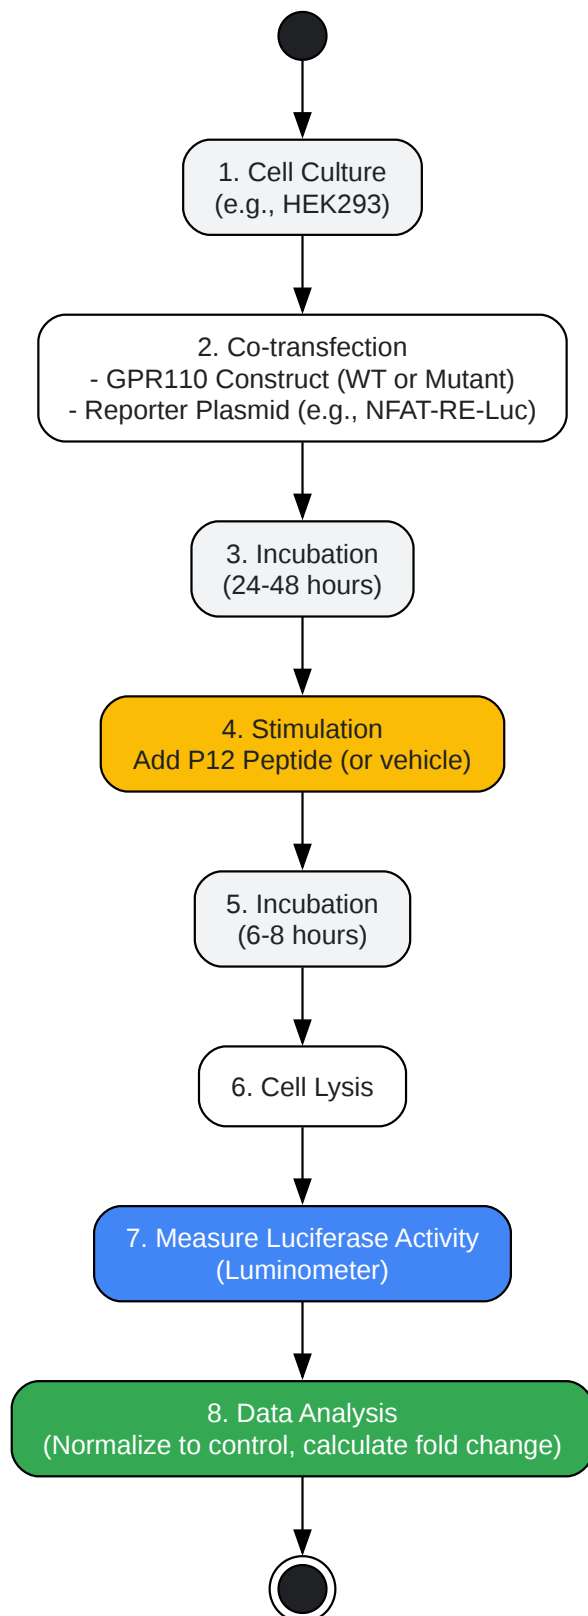 1. Cell Culture
(e.g., HEK293)
2. Co-transfection
- GPR110 Construct (WT or Mutant)
- Reporter Plasmid (e.g., NFAT-RE-Luc)
3. Incubation
(24-48 hours)
4. Stimulation
Add P12 Peptide (or vehicle)
5. Incubation
(6-8 hours)
6. Cell Lysis
7. Measure Luciferase Activity
(Luminometer)
8. Data Analysis
(Normalize to control, calculate fold change)